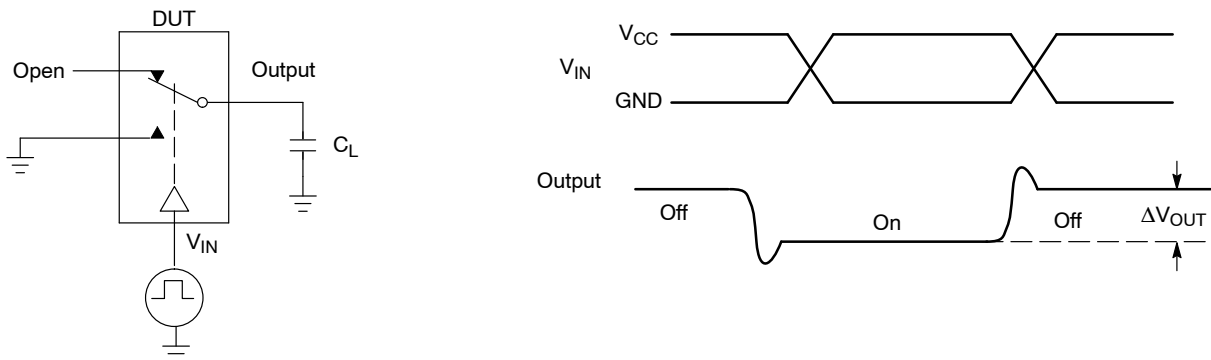 DUT
Open
Output
C_L
V_IN
V_CC
V_IN
GND
Output
Off
On
Off
ΔV_OUT